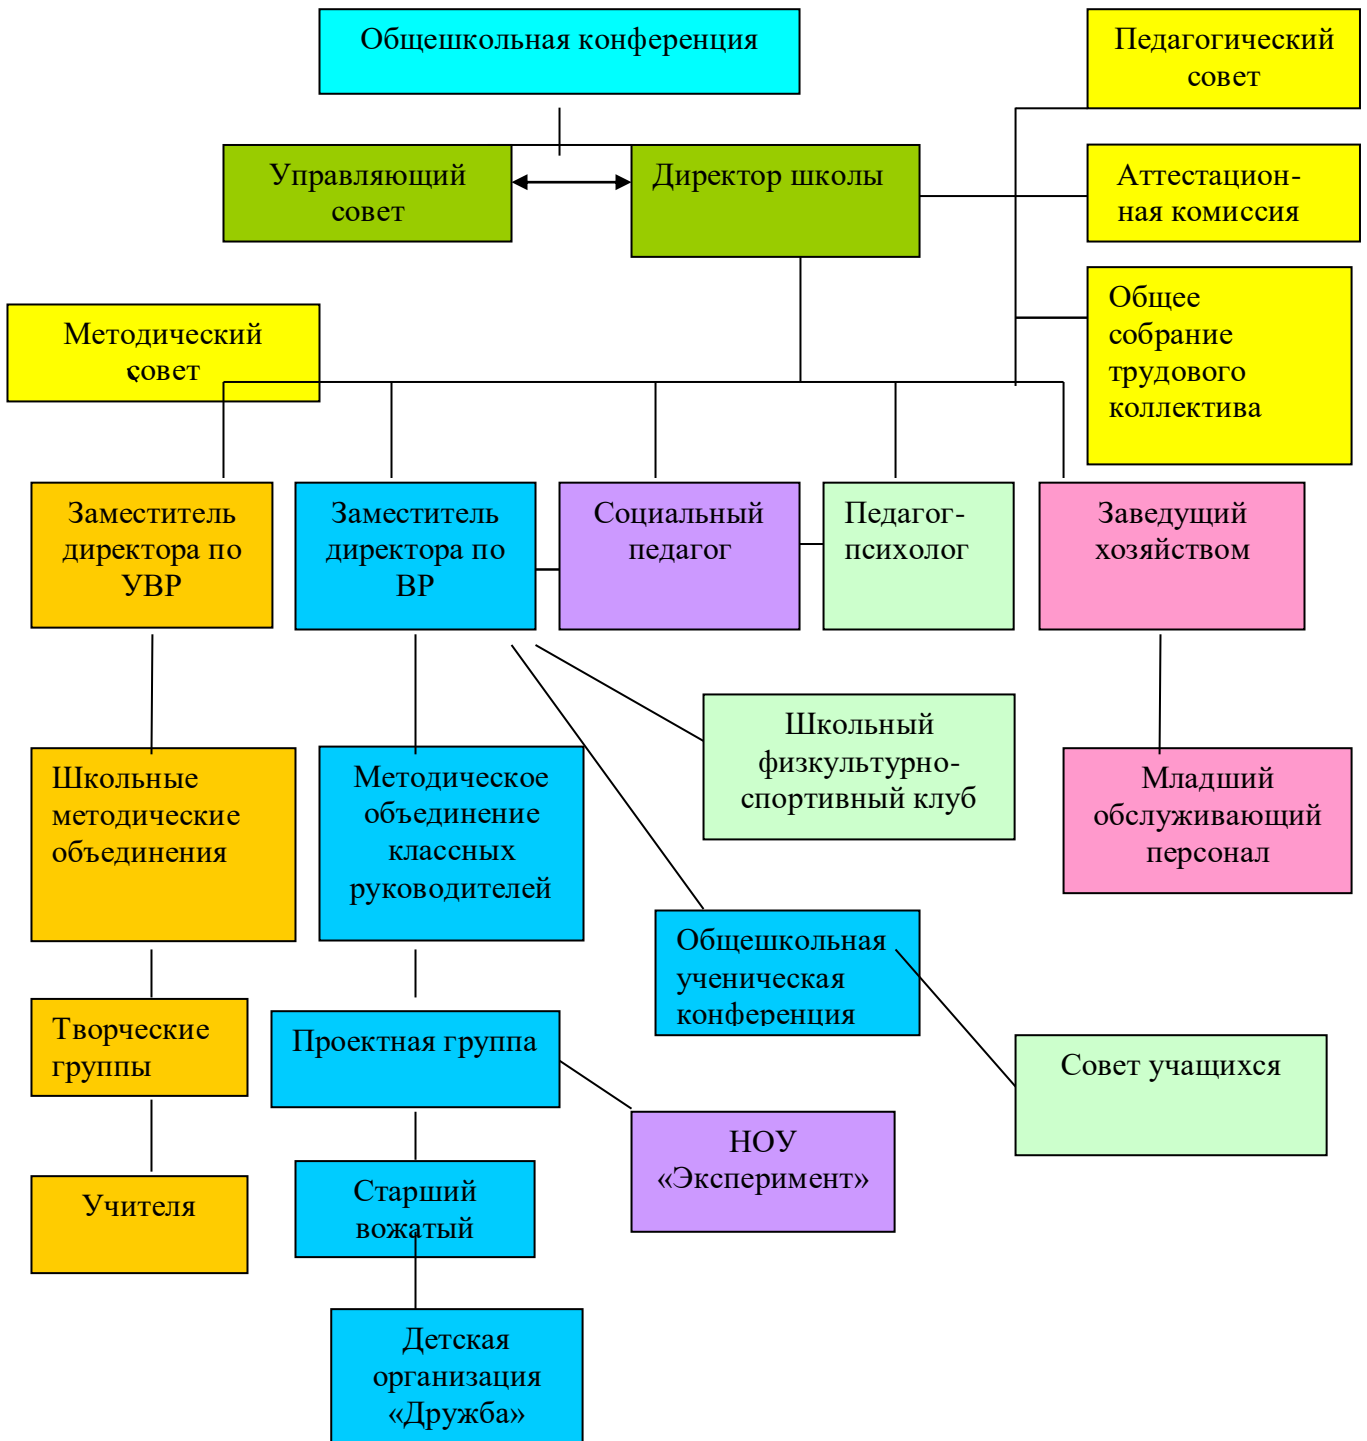 Общешкольная конференция
Педагогический
совет
Управляющий
совет
Директор школы
Аттестацион-
ная комиссия
Методический
совет
Общее
собрание
трудового
коллектива
Заместитель
директора по
УВР
Заместитель
директора по
ВР
Социальный
педагог
Педагог-
психолог
Заведущий
хозяйством
Школьный
физкультурно-
спортивный клуб
Школьные
методические
объединения
Методическое
объединение
классных
руководителей
Младший
обслуживающий
персонал
Общешкольная
ученическая
конференция
Творческие
группы
Проектная группа
Совет учащихся
НОУ
«Эксперимент»
Учителя
Старший
вожатый
Детская
организация
«Дружба»